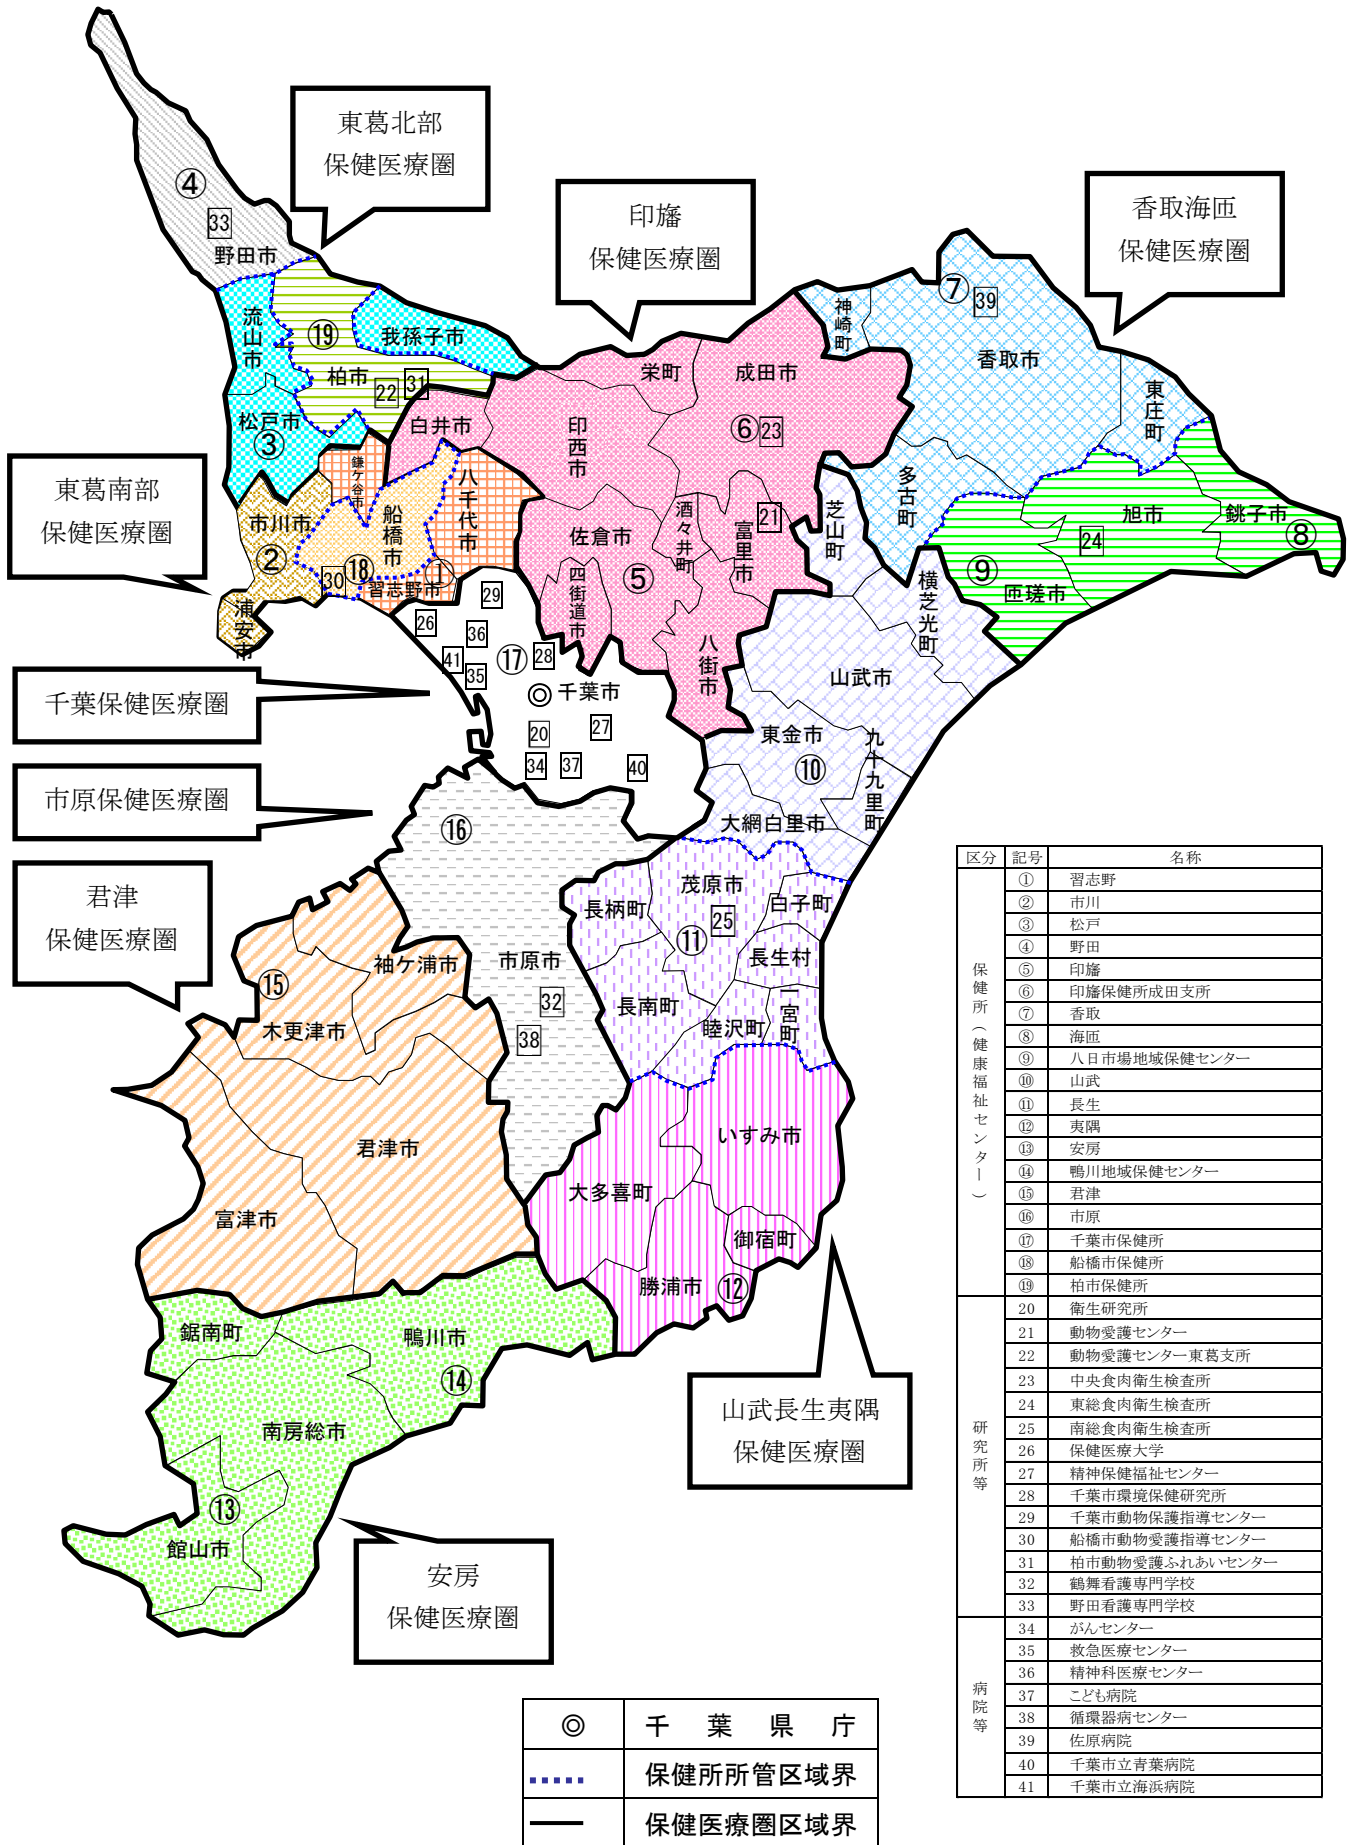 東葛北部
保健医療圏
印旛
保健医療圏
香取海匝
保健医療圏
④
33
野田市
⑦
39
神崎町
香取市
東庄町
流山市
⑲
我孫子市
柏市
22
31
松戸市
③
栄町
成田市
白井市
印西市
⑥
23
多古町
東葛南部
保健医療圏
鎌ケ谷市
八千代市
船橋市
市川市
②
30
⑱
習志野市
①
浦安市
佐倉市
酒々井町
富里市
21
四街道市
⑤
八街市
芝山町
横芝光町
旭市
24
銚子市
⑧
⑨
匝瑳市
29
26
36
41
35
⑰
28
◎
千葉市
20
27
34
37
40
千葉保健医療圏
市原保健医療圏
山武市
東金市
⑩
九十九里町
大網白里市
⑯
君津
保健医療圏
茂原市
白子町
長柄町
25
⑪
長生村
袖ケ浦市
市原市
⑮
木更津市
32
38
長南町
睦沢町
一宮町
君津市
富津市
いすみ市
大多喜町
御宿町
勝浦市
⑫
鋸南町
鴨川市
⑭
南房総市
⑬
館山市
山武長生夷隅
保健医療圏
安房
保健医療圏
区分 記号 名称
保健所(健康福祉センター)
① 習志野
② 市川
③ 松戸
④ 野田
⑤ 印旛
⑥ 印旛保健所成田支所
⑦ 香取
⑧ 海匝
⑨ 八日市場地域保健センター
⑩ 山武
⑪ 長生
⑫ 夷隅
⑬ 安房
⑭ 鴨川地域保健センター
⑮ 君津
⑯ 市原
⑰ 千葉市保健所
⑱ 船橋市保健所
⑲ 柏市保健所
研究所等
20 衛生研究所
21 動物愛護センター
22 動物愛護センター東葛支所
23 中央食肉衛生検査所
24 東総食肉衛生検査所
25 南総食肉衛生検査所
26 保健医療大学
27 精神保健福祉センター
28 千葉市環境保健研究所
29 千葉市動物保護指導センター
30 船橋市動物愛護指導センター
31 柏市動物愛護ふれあいセンター
32 鶴舞看護専門学校
33 野田看護専門学校
病院等
34 がんセンター
35 救急医療センター
36 精神科医療センター
37 こども病院
38 循環器病センター
39 佐原病院
40 千葉市立青葉病院
41 千葉市立海浜病院
◎ 千葉県庁
保健所所管区域界
保健医療圏区域界